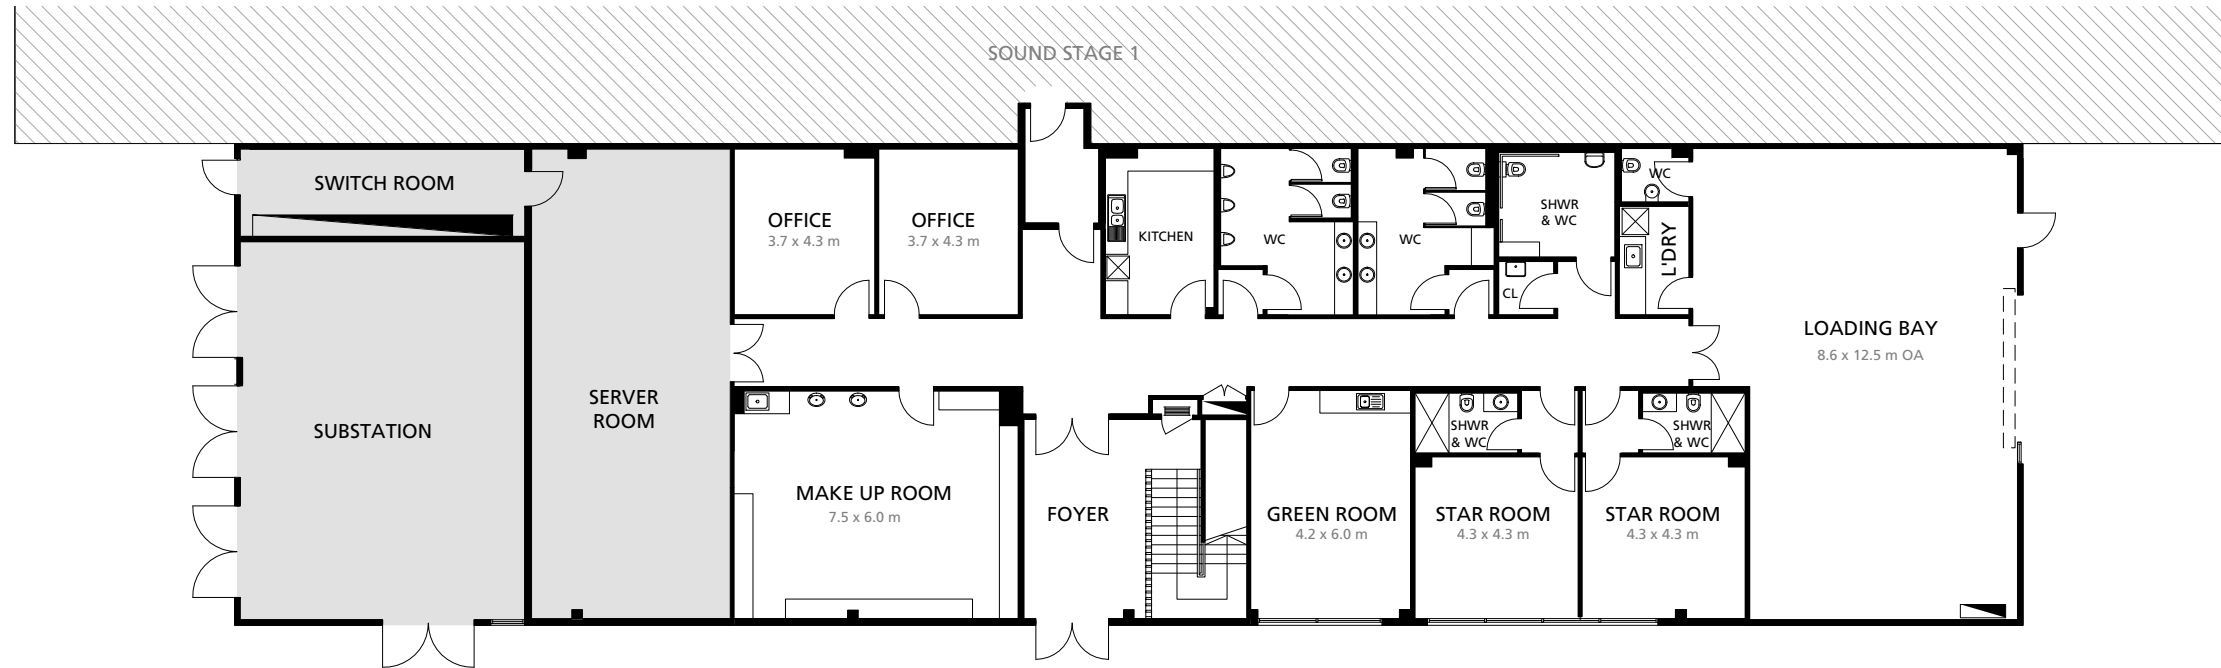 SOUND STAGE 1
SWITCH ROOM
OFFICE
3.7 x 4.3 m
OFFICE
3.7 x 4.3 m
KITCHEN
WC
WC
SHWR
& WC
WC
L'DRY
CL
LOADING BAY
8.6 x 12.5 m OA
SUBSTATION
SERVER
ROOM
MAKE UP ROOM
7.5 x 6.0 m
FOYER
GREEN ROOM
4.2 x 6.0 m
SHWR
& WC
STAR ROOM
4.3 x 4.3 m
SHWR
& WC
STAR ROOM
4.3 x 4.3 m